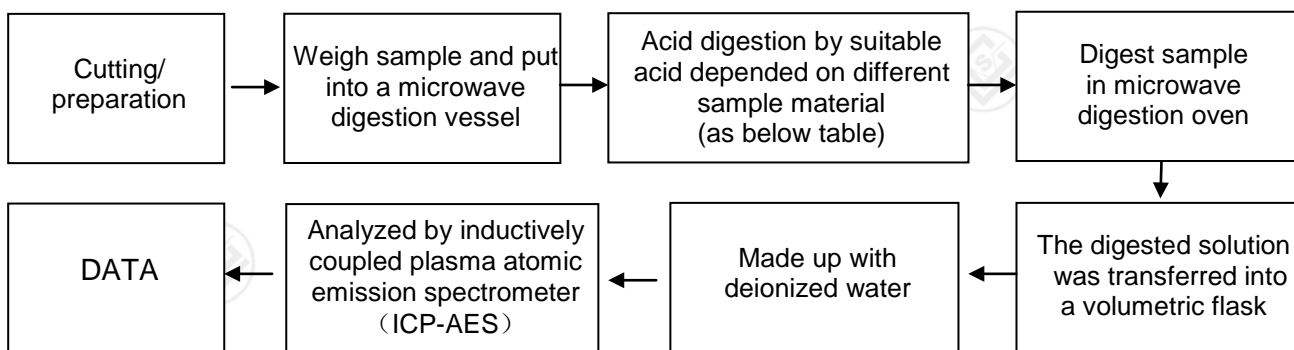 Cutting/
preparation
Weigh sample and put
into a microwave
digestion vessel
Acid digestion by suitable
acid depended on different
sample material
(as below table)
Digest sample
in microwave
digestion oven
The digested solution
was transferred into
a volumetric flask
Made up with
deionized water
Analyzed by inductively
coupled plasma atomic
emission spectrometer
（ICP-AES）
DATA